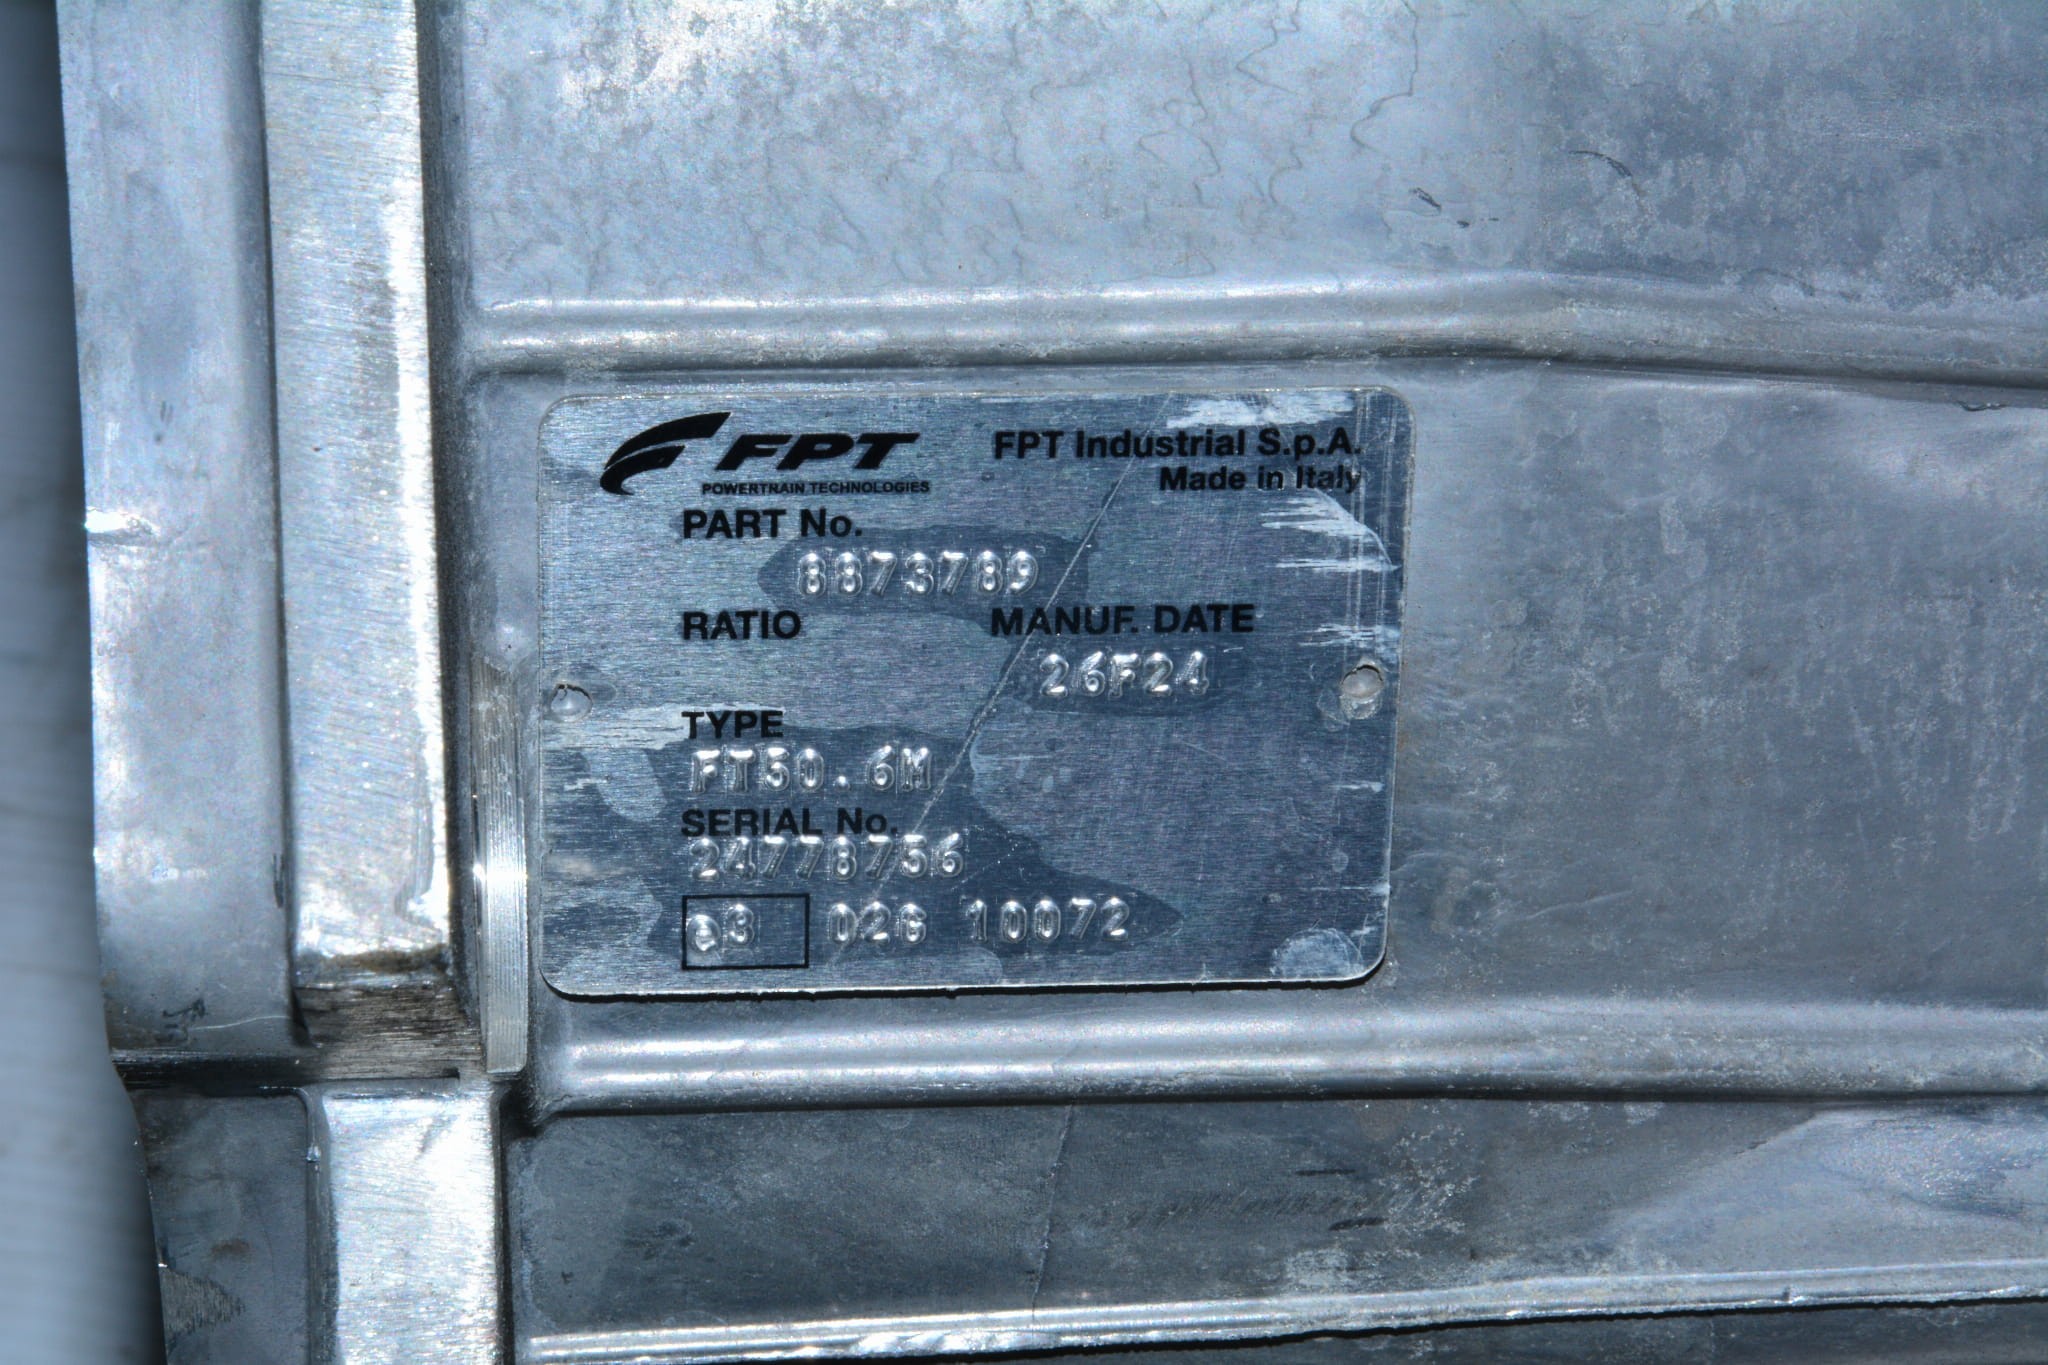 FPT FPT Industrial S.p.A.
POWERTRAIN TECHNOLOGIES Made in Italy
PART No.
8873789
RATIO MANUF. DATE
26F24
TYPE
FT50.6M
SERIAL No.
24778756
03 026 10072